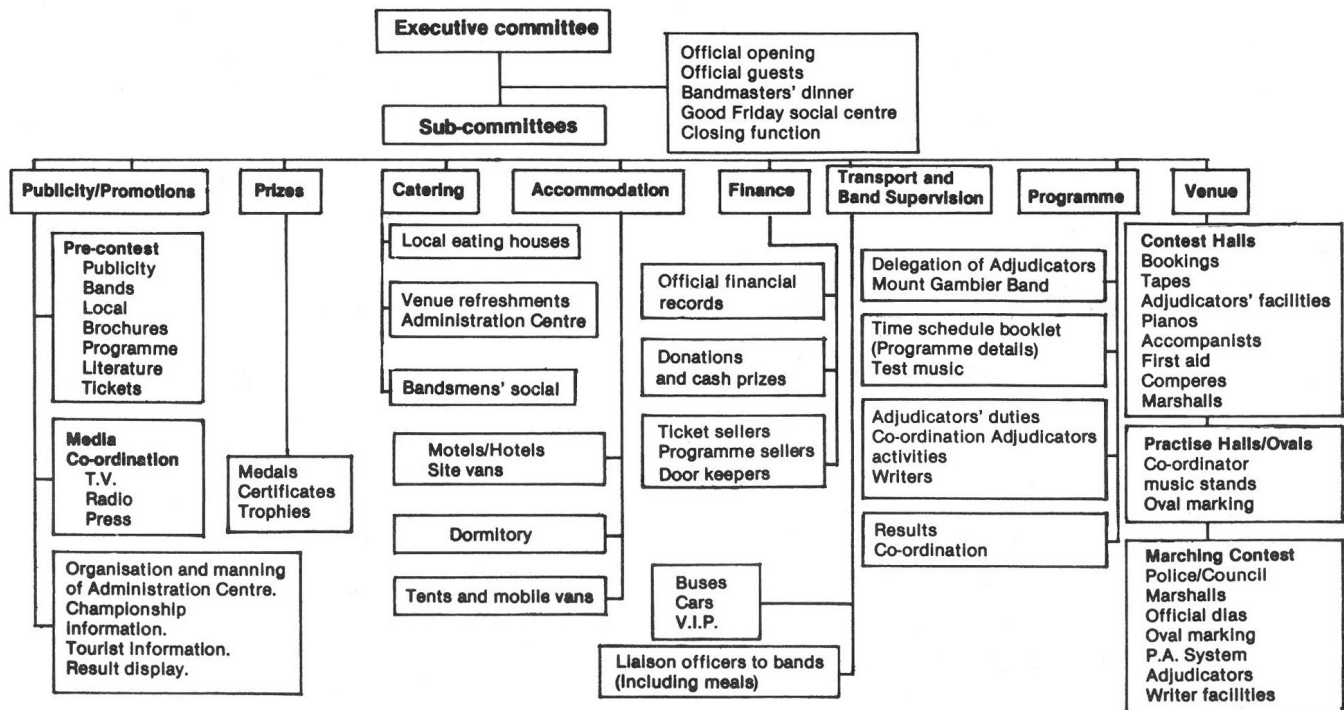 Executive committee
Official opening
Official guests
Bandmasters' dinner
Good Friday social centre
Closing function
Sub-committees
Publicity/Promotions
Prizes
Catering
Accommodation
Finance
Transport and
Band Supervision
Programme
Venue
Pre-contest
Publicity
Bands
Local
Brochures
Programme
Literature
Tickets
Media
Co-ordination
T.V.
Radio
Press
Organisation and manning
of Administration Centre.
Championship
information.
Tourist information.
Result display.
Medals
Certificates
Trophies
Local eating houses
Venue refreshments
Administration Centre
Bandsmens' social
Motels/Hotels
Site vans
Dormitory
Tents and mobile vans
Official financial
records
Donations
and cash prizes
Ticket sellers
Programme sellers
Door keepers
Buses
Cars
V.I.P.
Liaison officers to bands
(Including meals)
Delegation of Adjudicators
Mount Gambier Band
Time schedule booklet
(Programme details)
Test music
Adjudicators' duties
Co-ordination Adjudicators
activities
Writers
Results
Co-ordination
Contest Halls
Bookings
Tapes
Adjudicators' facilities
Pianos
Accompanists
First aid
Comperes
Marshalls
Practise Halls/Ovals
Co-ordinator
music stands
Oval marking
Marching Contest
Police/Council
Marshalls
Official dias
Oval marking
P.A. System
Adjudicators
Writer facilities